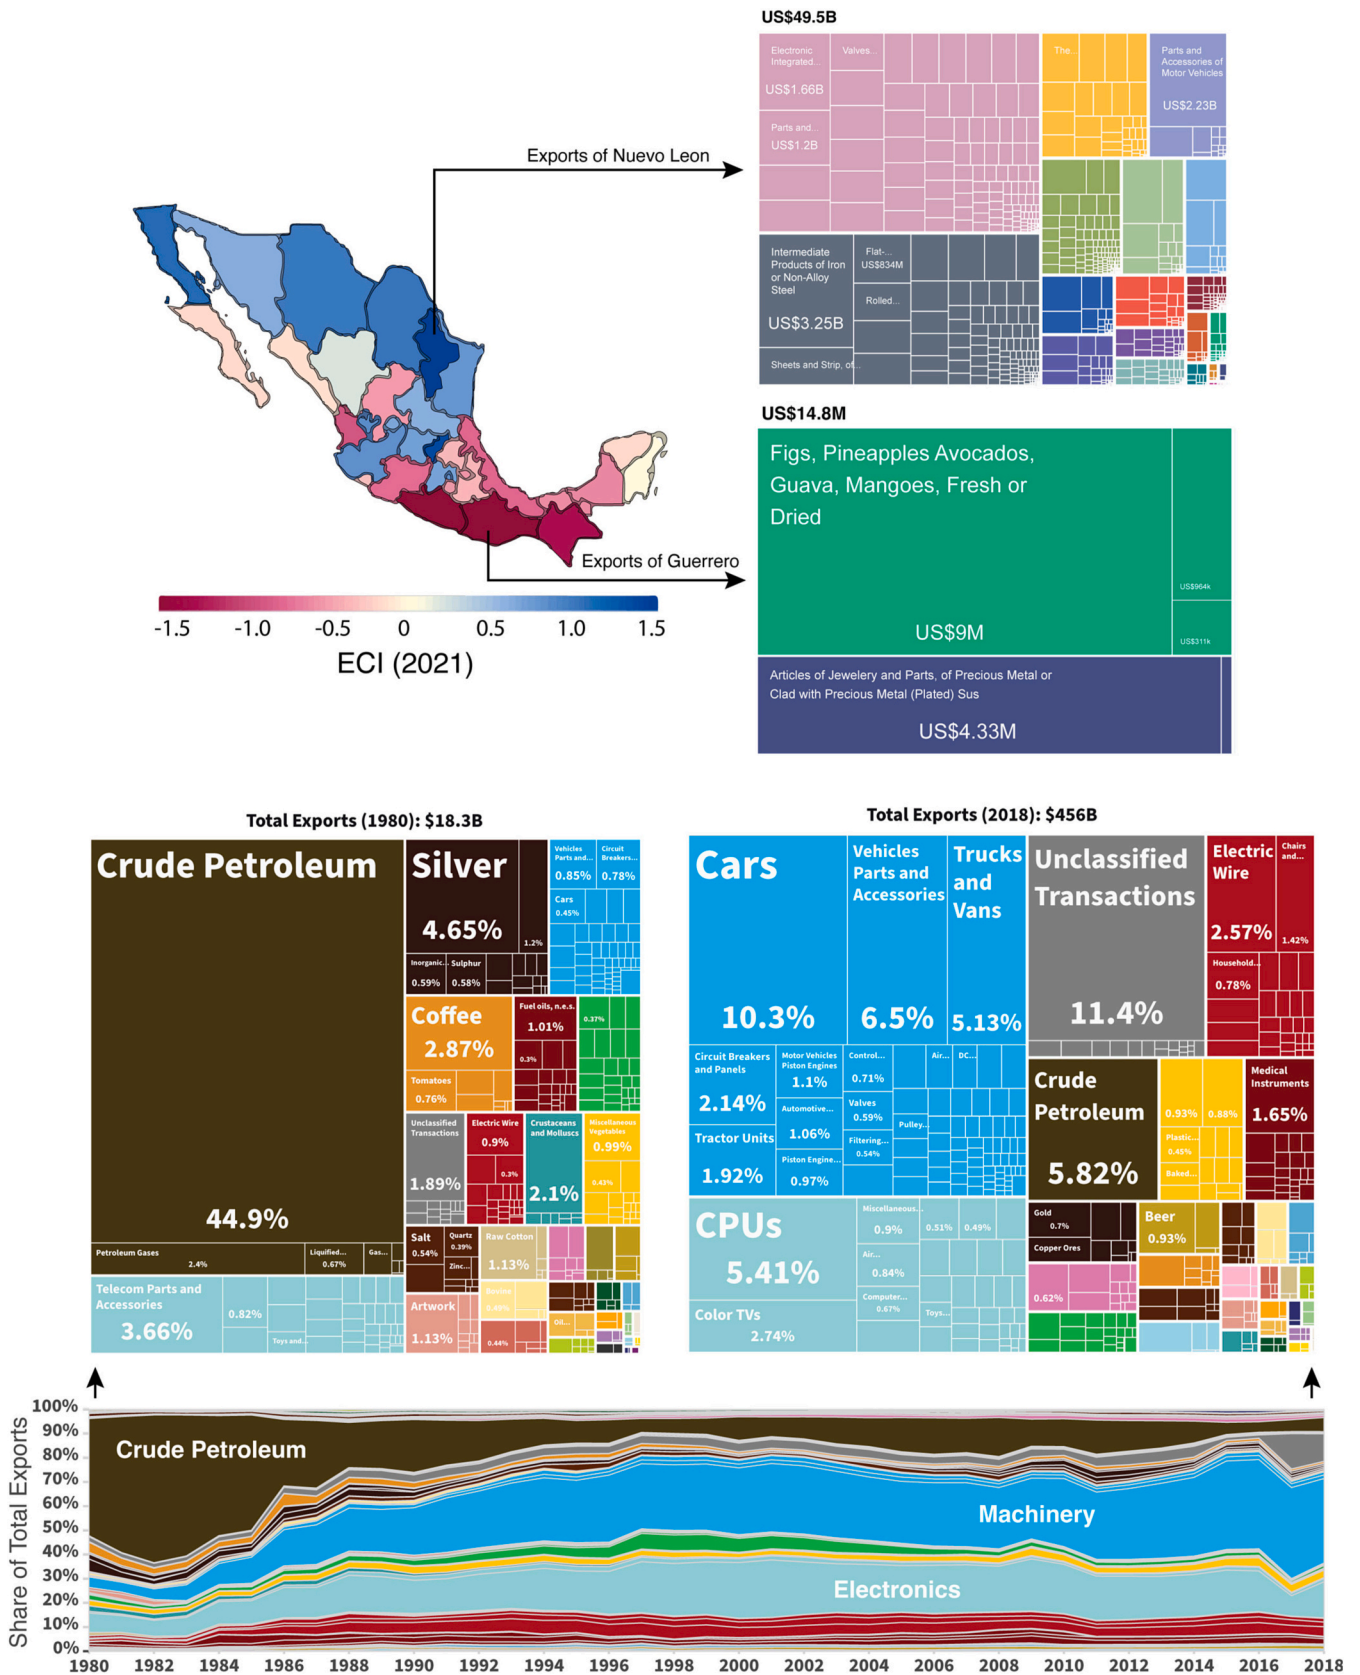 US$49.5B
Electronic
Integrated...
US$1.66B
Valves...
Parts and...
US$1.2B
The...
Parts and
Accessories of
Motor Vehicles
US$2.23B
Intermediate
Products of Iron
or Non-Alloy
Steel
US$3.25B
Flat-...
US$834M
Rolled...
Sheets and Strip, of...
Exports of Nuevo Leon
US$14.8M
Figs, Pineapples Avocados,
Guava, Mangoes, Fresh or
Dried
US$9M
US$964k
US$311k
Articles of Jewelery and Parts, of Precious Metal or
Clad with Precious Metal (Plated) Sus
US$4.33M
Exports of Guerrero
-1.5 -1.0 -0.5 0 0.5 1.0 1.5
ECI (2021)
Total Exports (1980): $18.3B
Crude Petroleum
44.9%
Petroleum Gases
2.4%
Liquified...
0.67%
Gas...
Telecom Parts and
Accessories
3.66%
0.82%
Toys and...
Silver
4.65%
1.2%
Inorganic...
0.59%
Sulphur
0.58%
Vehicles
Parts and...
0.85%
Circuit
Breakers...
0.78%
Cars
0.45%
Coffee
2.87%
Tomatoes
0.76%
Fuel oils, n.e.s.
1.01%
0.3%
0.37%
Unclassified
Transactions
1.89%
Electric Wire
0.9%
0.3%
Crustaceans
and Molluscs
2.1%
Miscellaneous
Vegetables
0.99%
0.43%
Salt
0.54%
Quartz
0.39%
Zinc...
Raw Cotton
1.13%
Artwork
1.13%
Bovine
0.44%
Oil...
Total Exports (2018): $456B
Cars
10.3%
Vehicles
Parts and
Accessories
6.5%
Trucks
and
Vans
5.13%
Circuit Breakers
and Panels
2.14%
Motor Vehicles
Piston Engines
1.1%
Control...
0.71%
Air...
DC...
Automotive...
1.06%
Valves
0.59%
Pulley...
Tractor Units
1.92%
Piston Engine...
0.97%
Filtering...
0.54%
CPUs
5.41%
Color TVs
2.74%
Miscellaneous...
0.9%
0.51%
0.49%
Air...
0.84%
Computer...
0.67%
Toys...
Unclassified
Transactions
11.4%
Electric
Wire
2.57%
Chairs
and...
1.42%
Household...
0.78%
Crude
Petroleum
5.82%
0.93%
0.88%
Plastic...
0.45%
Baked...
Medical
Instruments
1.65%
Gold
0.7%
Copper Ores
Beer
0.93%
0.62%
Share of Total Exports
100%
90%
80%
70%
60%
50%
40%
30%
20%
10%
0%
Crude Petroleum
Machinery
Electronics
1980 1982 1984 1986 1988 1990 1992 1994 1996 1998 2000 2002 2004 2006 2008 2010 2012 2014 2016 2018